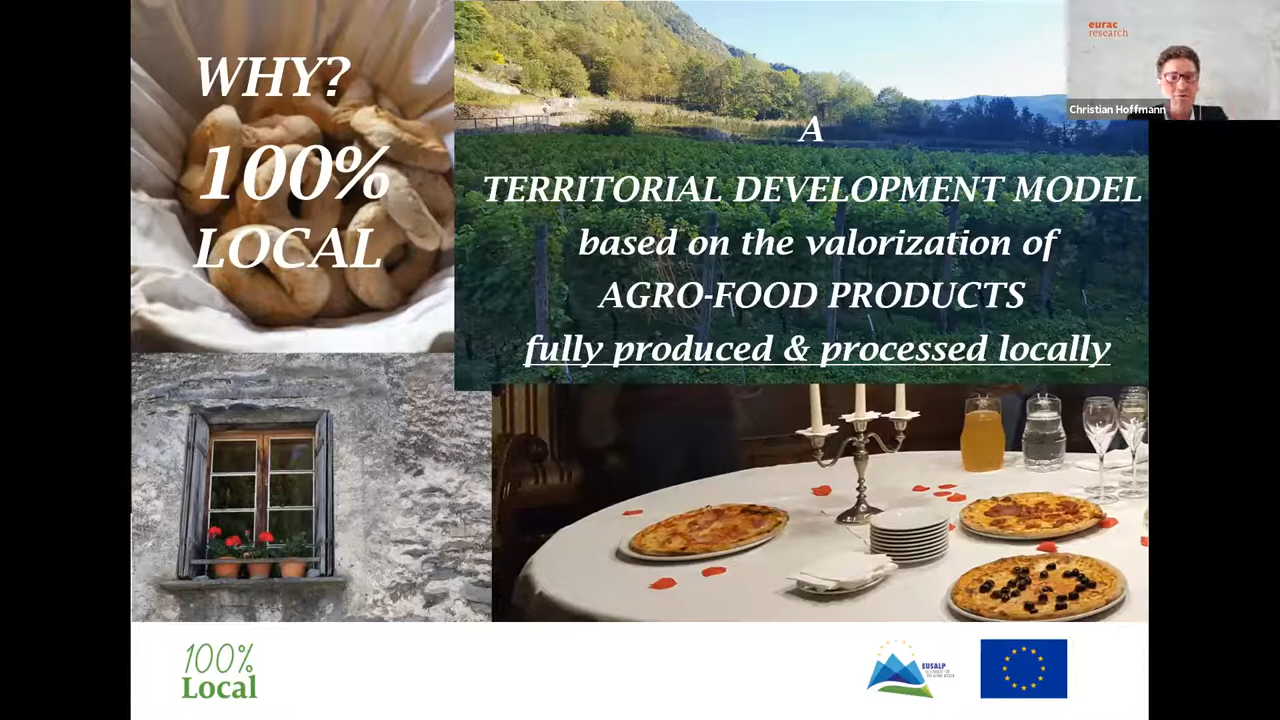 WHY?
100%
LOCAL
A
TERRITORIAL DEVELOPMENT MODEL
based on the valorization of
AGRO-FOOD PRODUCTS
fully produced & processed locally
eurac
research
Christian Hoffmann
100%
Local
EUSALP